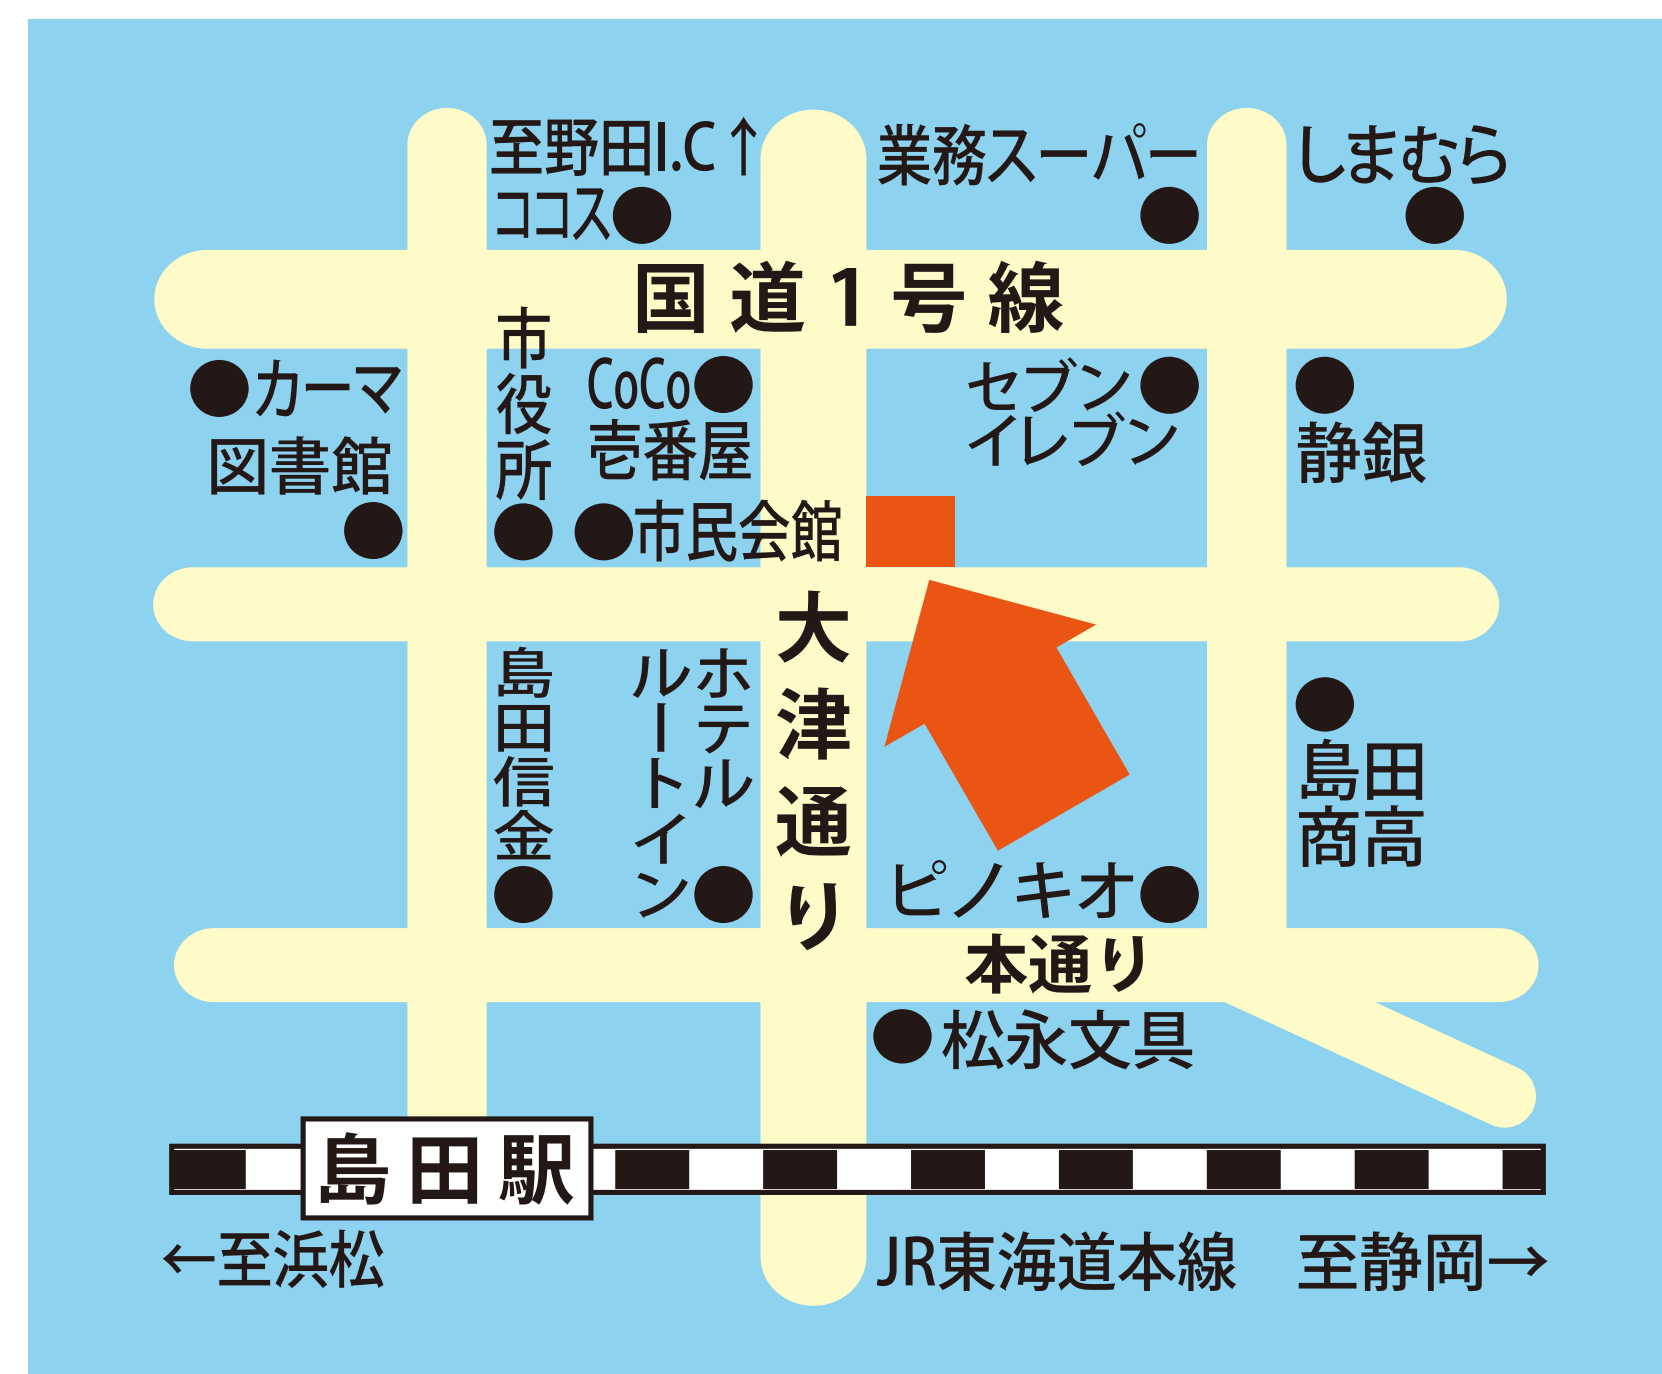 至野田I.C↑
ココス
業務スーパー
しまむら
国道1号線
カーマ
図書館
市役所
CoCo
壱番屋
市民会館
セブン
イレブン
静銀
大津通り
島田信金
ホテル
ルートイン
島田
商高
ピノキオ
本通り
松永文具
島田駅
←至浜松
JR東海道本線
至静岡→